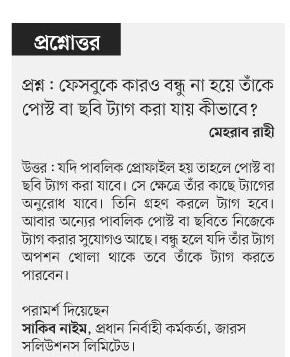 প্রশ্নোত্তর
প্রশ্ন : ফেসবুকে কারও বন্ধু না হয়ে তাঁকে
পোস্ট বা ছবি ট্যাগ করা যায় কীভাবে?
মেহরাব রাহী
উত্তর : যদি পাবলিক প্রোফাইল হয় তাহলে পোস্ট বা
ছবি ট্যাগ করা যাবে। সে ক্ষেত্রে তাঁর কাছে ট্যাগের
অনুরোধ যাবে। তিনি গ্রহণ করলে ট্যাগ হবে।
আবার অন্যের পাবলিক পোস্ট বা ছবিতে নিজেকে
ট্যাগ করার সুযোগও আছে। বন্ধু হলে যদি তাঁর ট্যাগ
অপশন খোলা থাকে তবে তাঁকে ট্যাগ করতে
পারবেন।
পরামর্শ দিয়েছেন
সাকিব নাইম, প্রধান নির্বাহী কর্মকর্তা, জারস
সলিউশনস লিমিটেড।